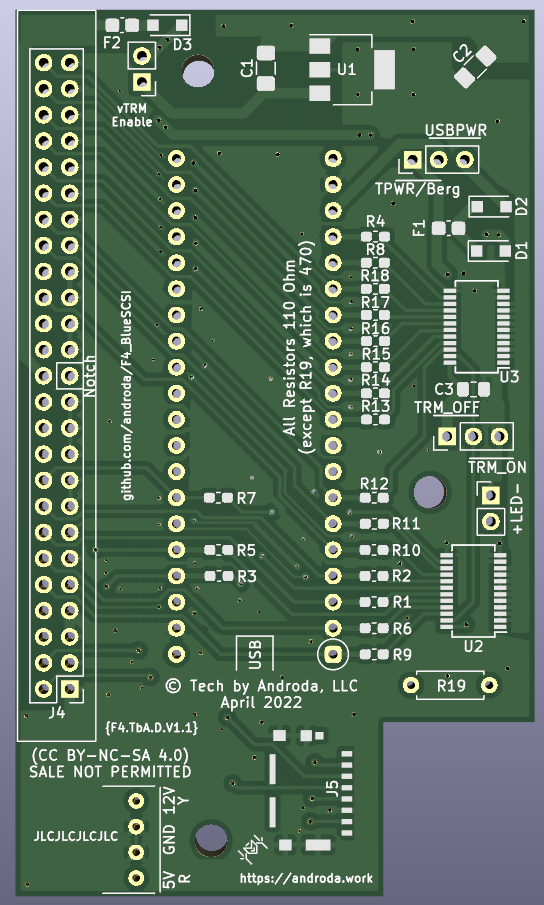 F2
D3
C1
U1
C2
vTRM
Enable
USBPWR
TPWR/Berg
D2
R4
F1
R8
D1
R18
R17
R16
R15
R14
R13
All Resistors 110 Ohm
(except R19, which is 470)
github.com/androda/F4_BlueSCSI
Notch
U3
C3
TRM_OFF
TRM_ON
R12
R7
+LED-
R11
R5
R10
R3
R2
R1
R6
U2
USB
R9
R19
© Tech by Androda, LLC
April 2022
J4
{F4.TbA.D.V1.1}
(CC BY-NC-SA 4.0)
SALE NOT PERMITTED
J5
12V
Y
JLCJLCJLCJLC
GND
5V
R
https://androda.work